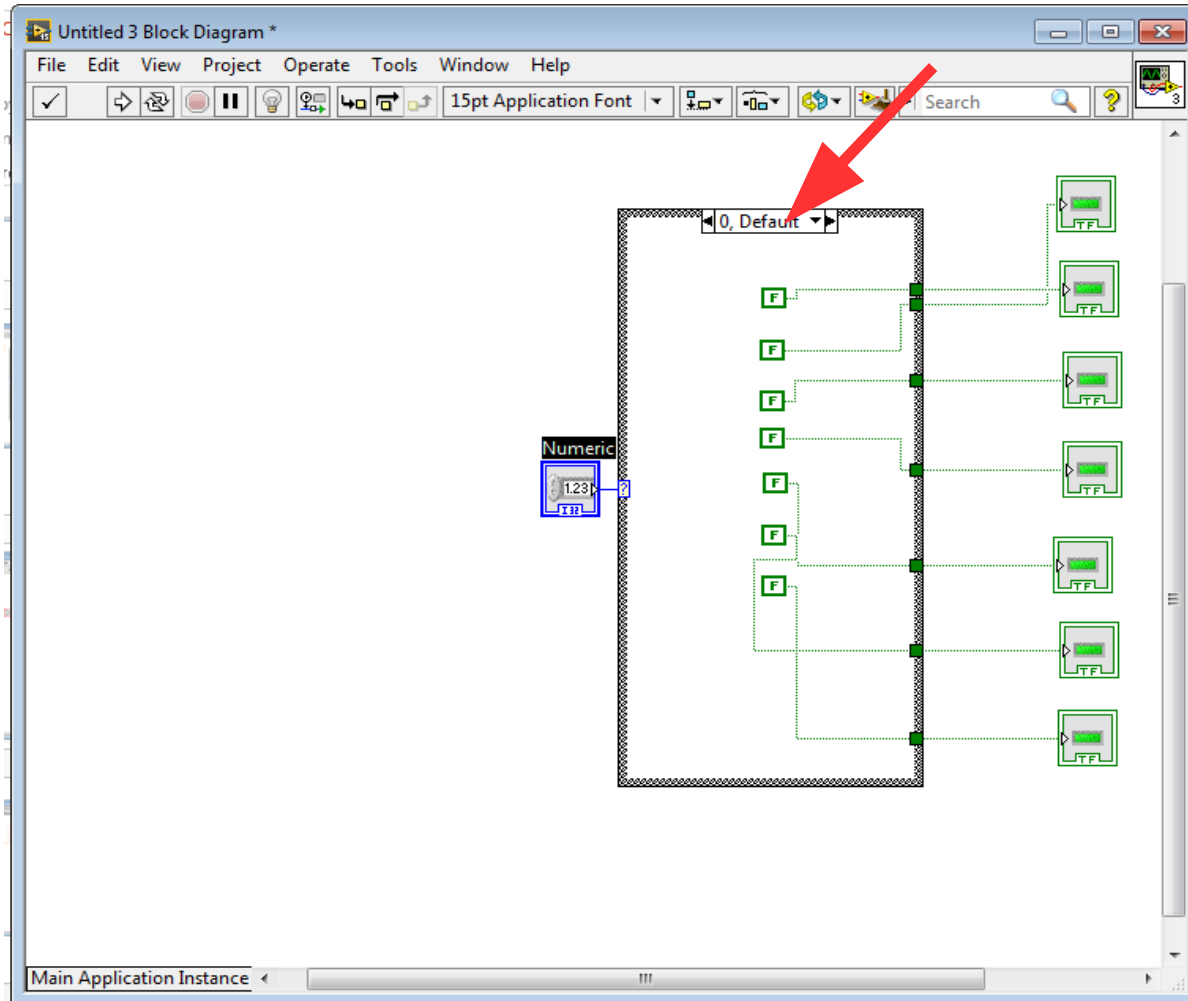 Untitled 3 Block Diagram *
File Edit View Project Operate Tools Window Help
15pt Application Font
Search
?
3
0, Default
TF
TF
F
F
TF
F
F
Numeric
TF
F
1.23
?
I32
F
TF
F
TF
TF
Main Application Instance